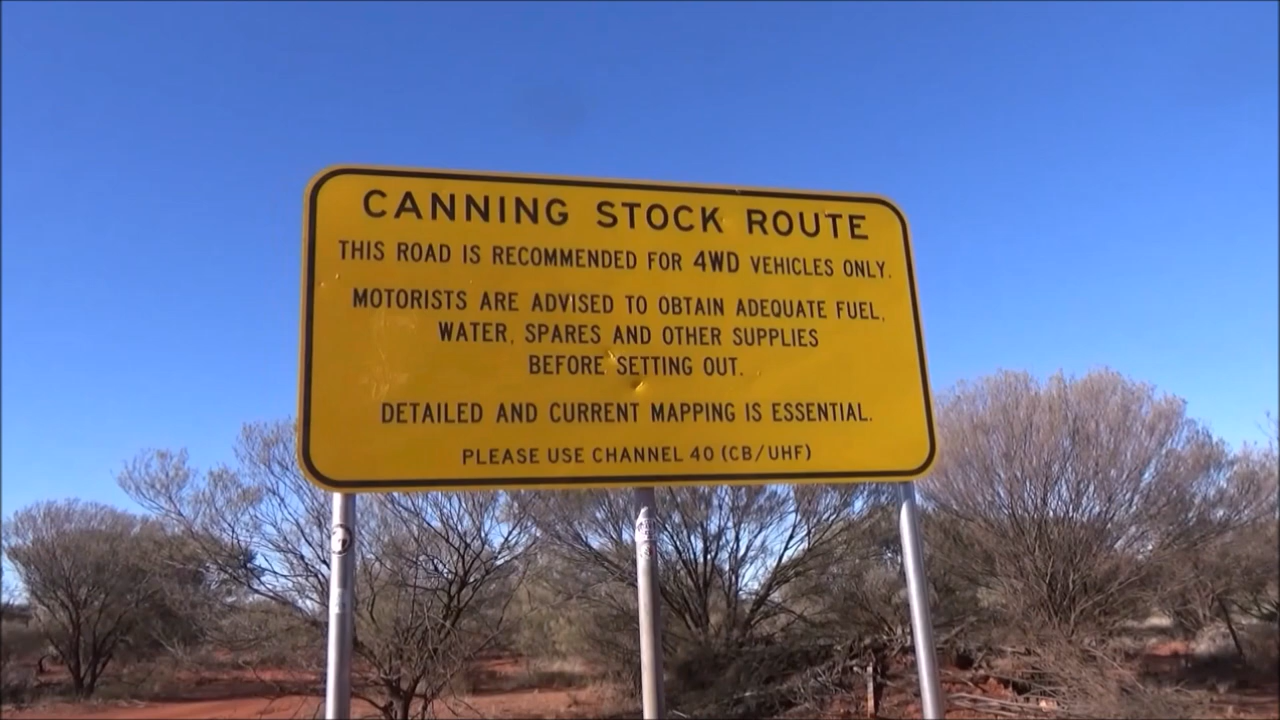 CANNING STOCK ROUTE
THIS ROAD IS RECOMMENDED FOR 4WD VEHICLES ONLY.
MOTORISTS ARE ADVISED TO OBTAIN ADEQUATE FUEL,
WATER, SPARES AND OTHER SUPPLIES
BEFORE SETTING OUT.
DETAILED AND CURRENT MAPPING IS ESSENTIAL.
PLEASE USE CHANNEL 40 (CB/UHF)